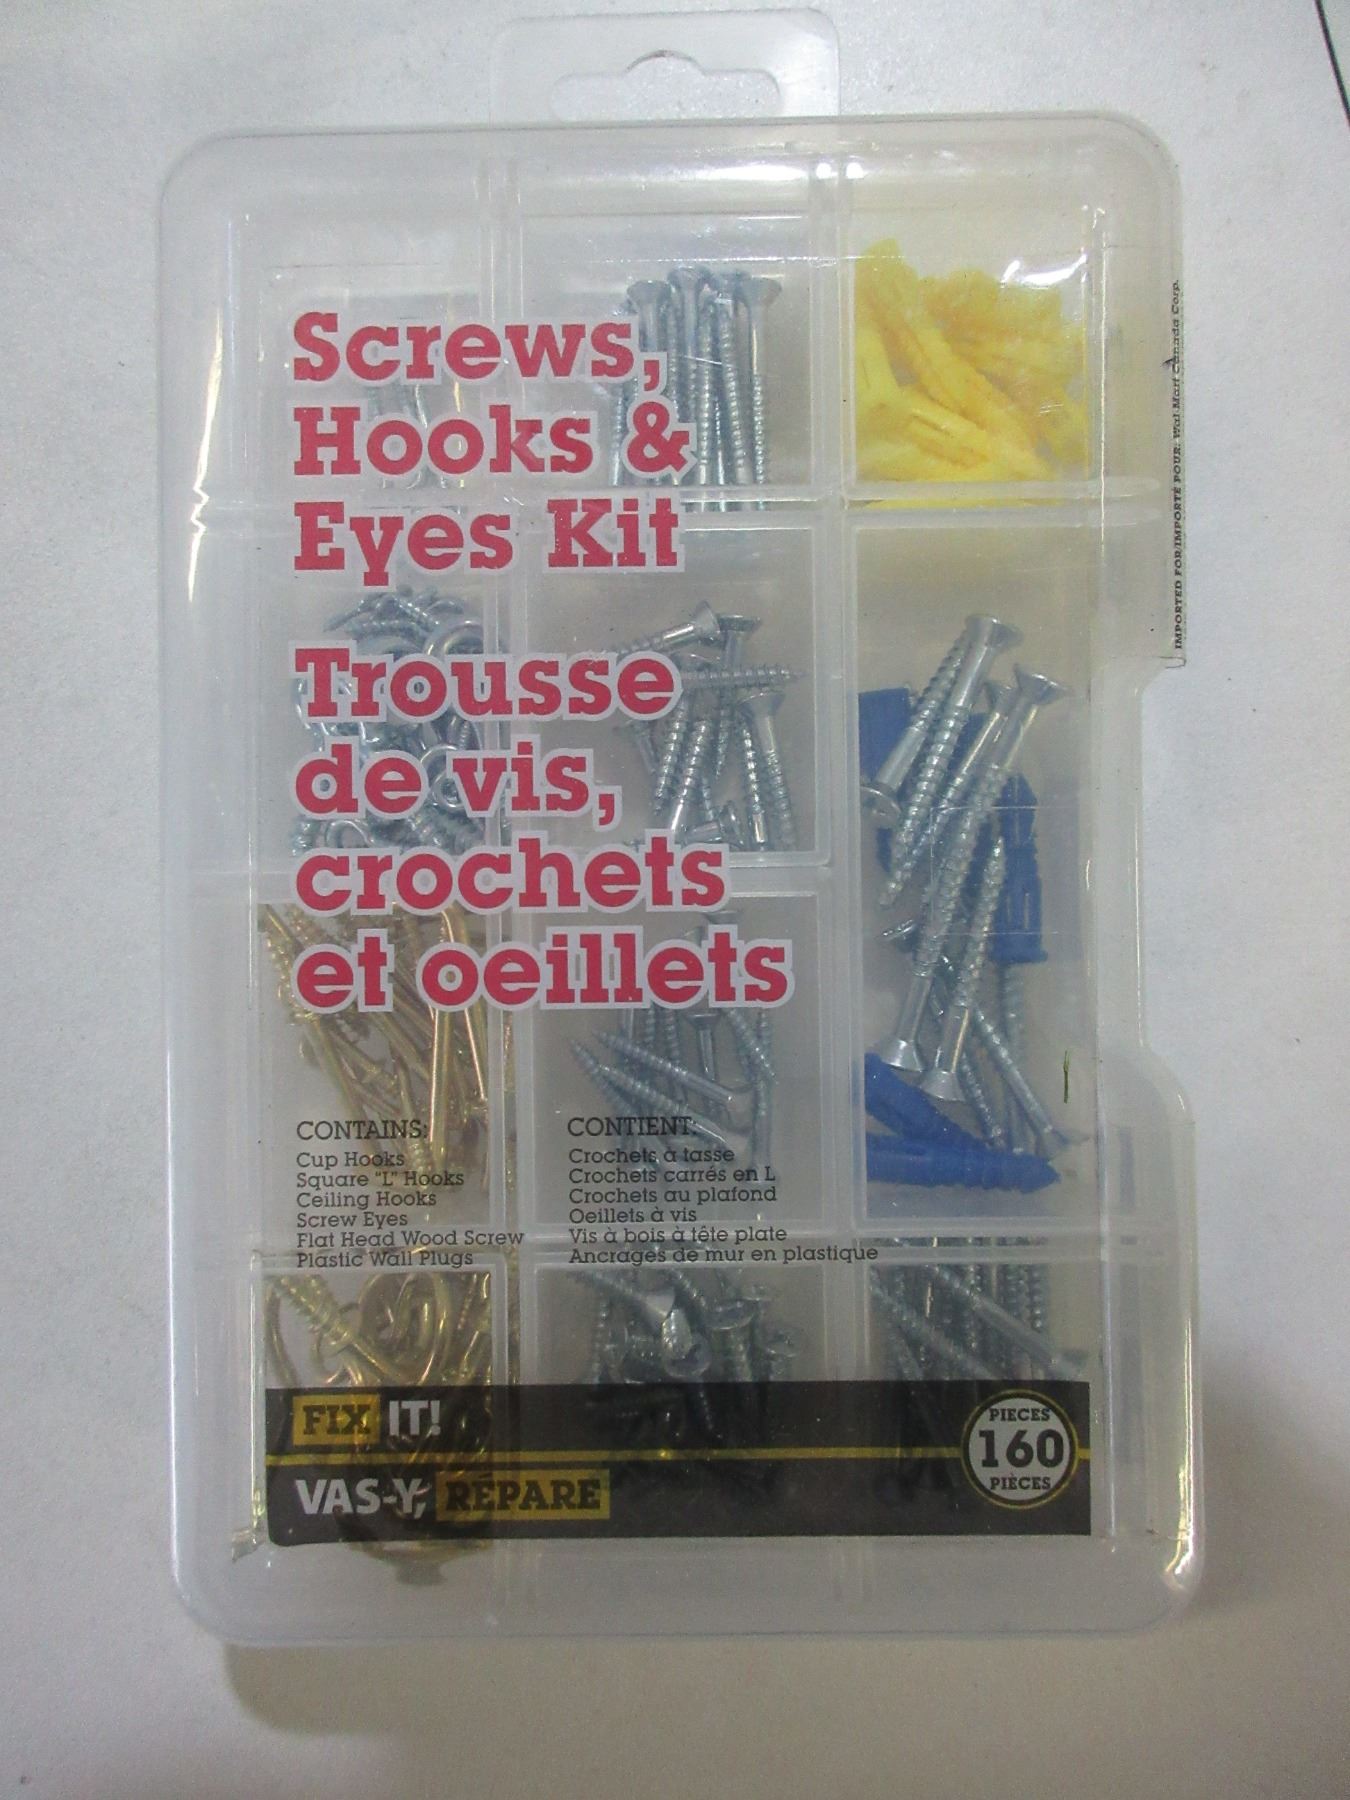 Screws,
Hooks &
Eyes Kit
Trousse
de vis,
crochets
et oeillets
CONTAINS:
Cup Hooks
Square "L" Hooks
Ceiling Hooks
Screw Eyes
Flat Head Wood Screw
Plastic Wall Plugs
CONTIENT:
Crochets à tasse
Crochets carrés en L
Crochets au plafond
Oeillets à vis
Vis à bois à tête plate
Ancrages de mur en plastique
FIX IT!
VAS-Y, RÉPARE
PIECES
160
PIÈCES
IMPORTED FOR/IMPORTÉ POUR: Wal-Mart Canada Corp.